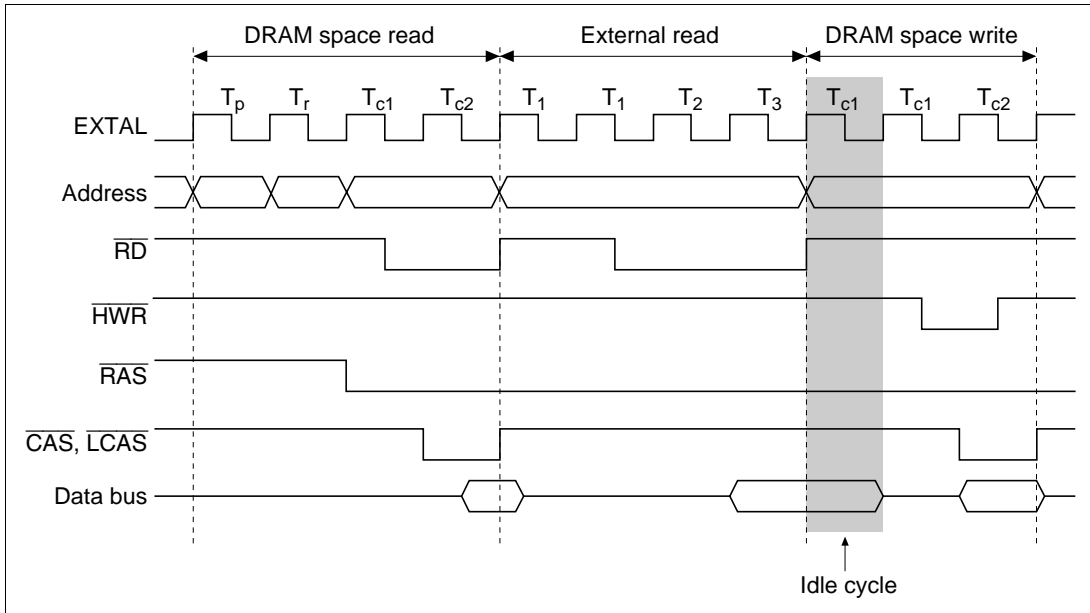 DRAM space read External read DRAM space write
Tp Tr Tc1 Tc2 T1 T1 T2 T3 Tc1 Tc1 Tc2
EXTAL
Address
RD
HWR
RAS
CAS, LCAS
Data bus
Idle cycle